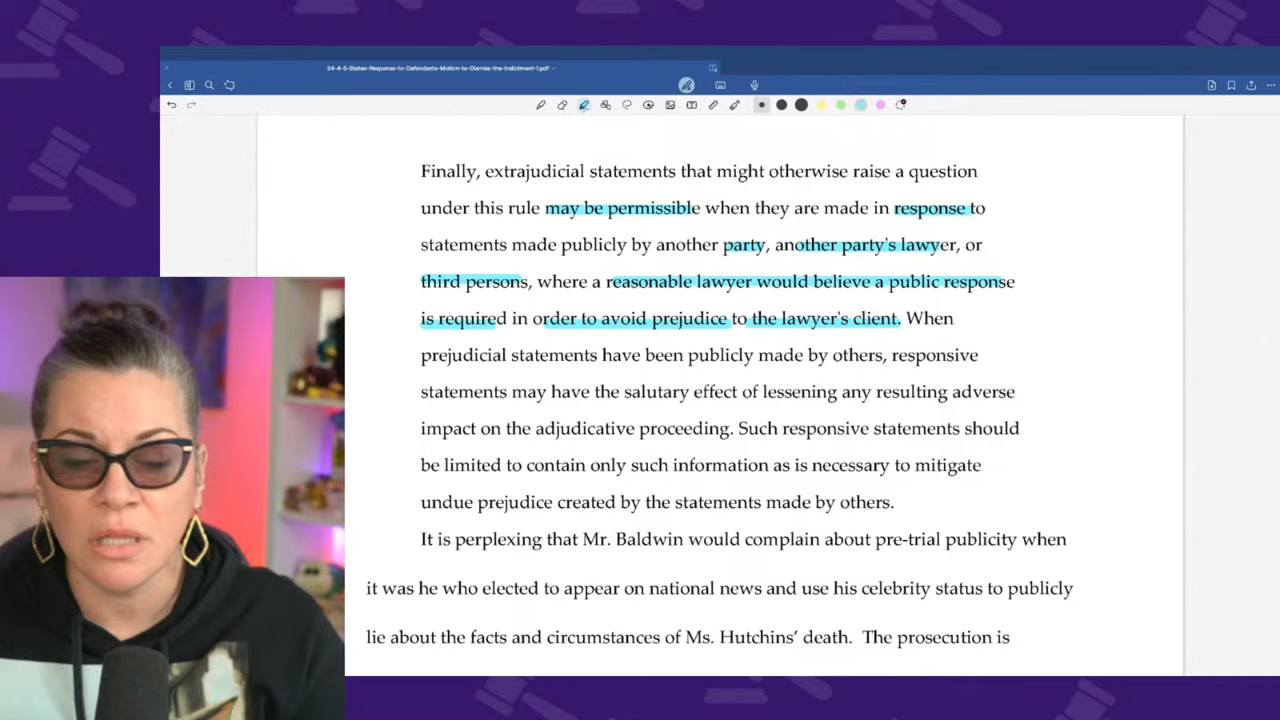 24-4-5-States-Response-to-Defendants-Motion-to-Dismiss-the-Indictment-1.pdf
Finally, extrajudicial statements that might otherwise raise a question
under this rule may be permissible when they are made in response to
statements made publicly by another party, another party's lawyer, or
third persons, where a reasonable lawyer would believe a public response
is required in order to avoid prejudice to the lawyer's client. When
prejudicial statements have been publicly made by others, responsive
statements may have the salutary effect of lessening any resulting adverse
impact on the adjudicative proceeding. Such responsive statements should
be limited to contain only such information as is necessary to mitigate
undue prejudice created by the statements made by others.
It is perplexing that Mr. Baldwin would complain about pre-trial publicity when
it was he who elected to appear on national news and use his celebrity status to publicly
lie about the facts and circumstances of Ms. Hutchins’ death.  The prosecution is